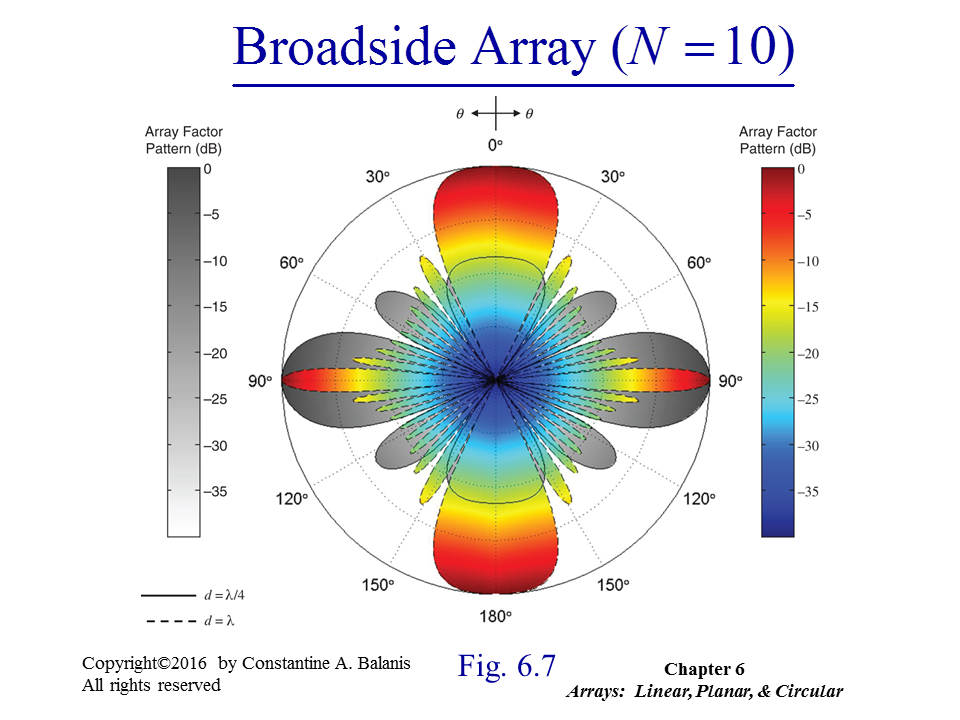 Broadside Array (N = 10)
θ θ
0°
Array Factor
Pattern (dB)
0
–5
–10
–15
–20
–25
–30
–35
Array Factor
Pattern (dB)
0
–5
–10
–15
–20
–25
–30
–35
30° 30°
60° 60°
90° 90°
120° 120°
150° 150°
180°
d = λ/4
d = λ
Copyright©2016 by Constantine A. Balanis
All rights reserved
Fig. 6.7
Chapter 6
Arrays: Linear, Planar, & Circular